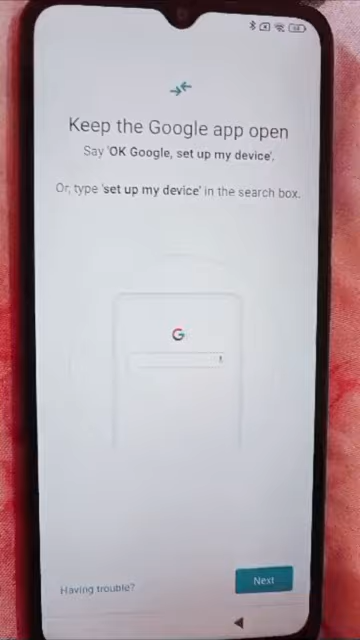 Keep the Google app open
Say 'OK Google, set up my device'.
Or, type 'set up my device' in the search box.
G
Having trouble?
Next